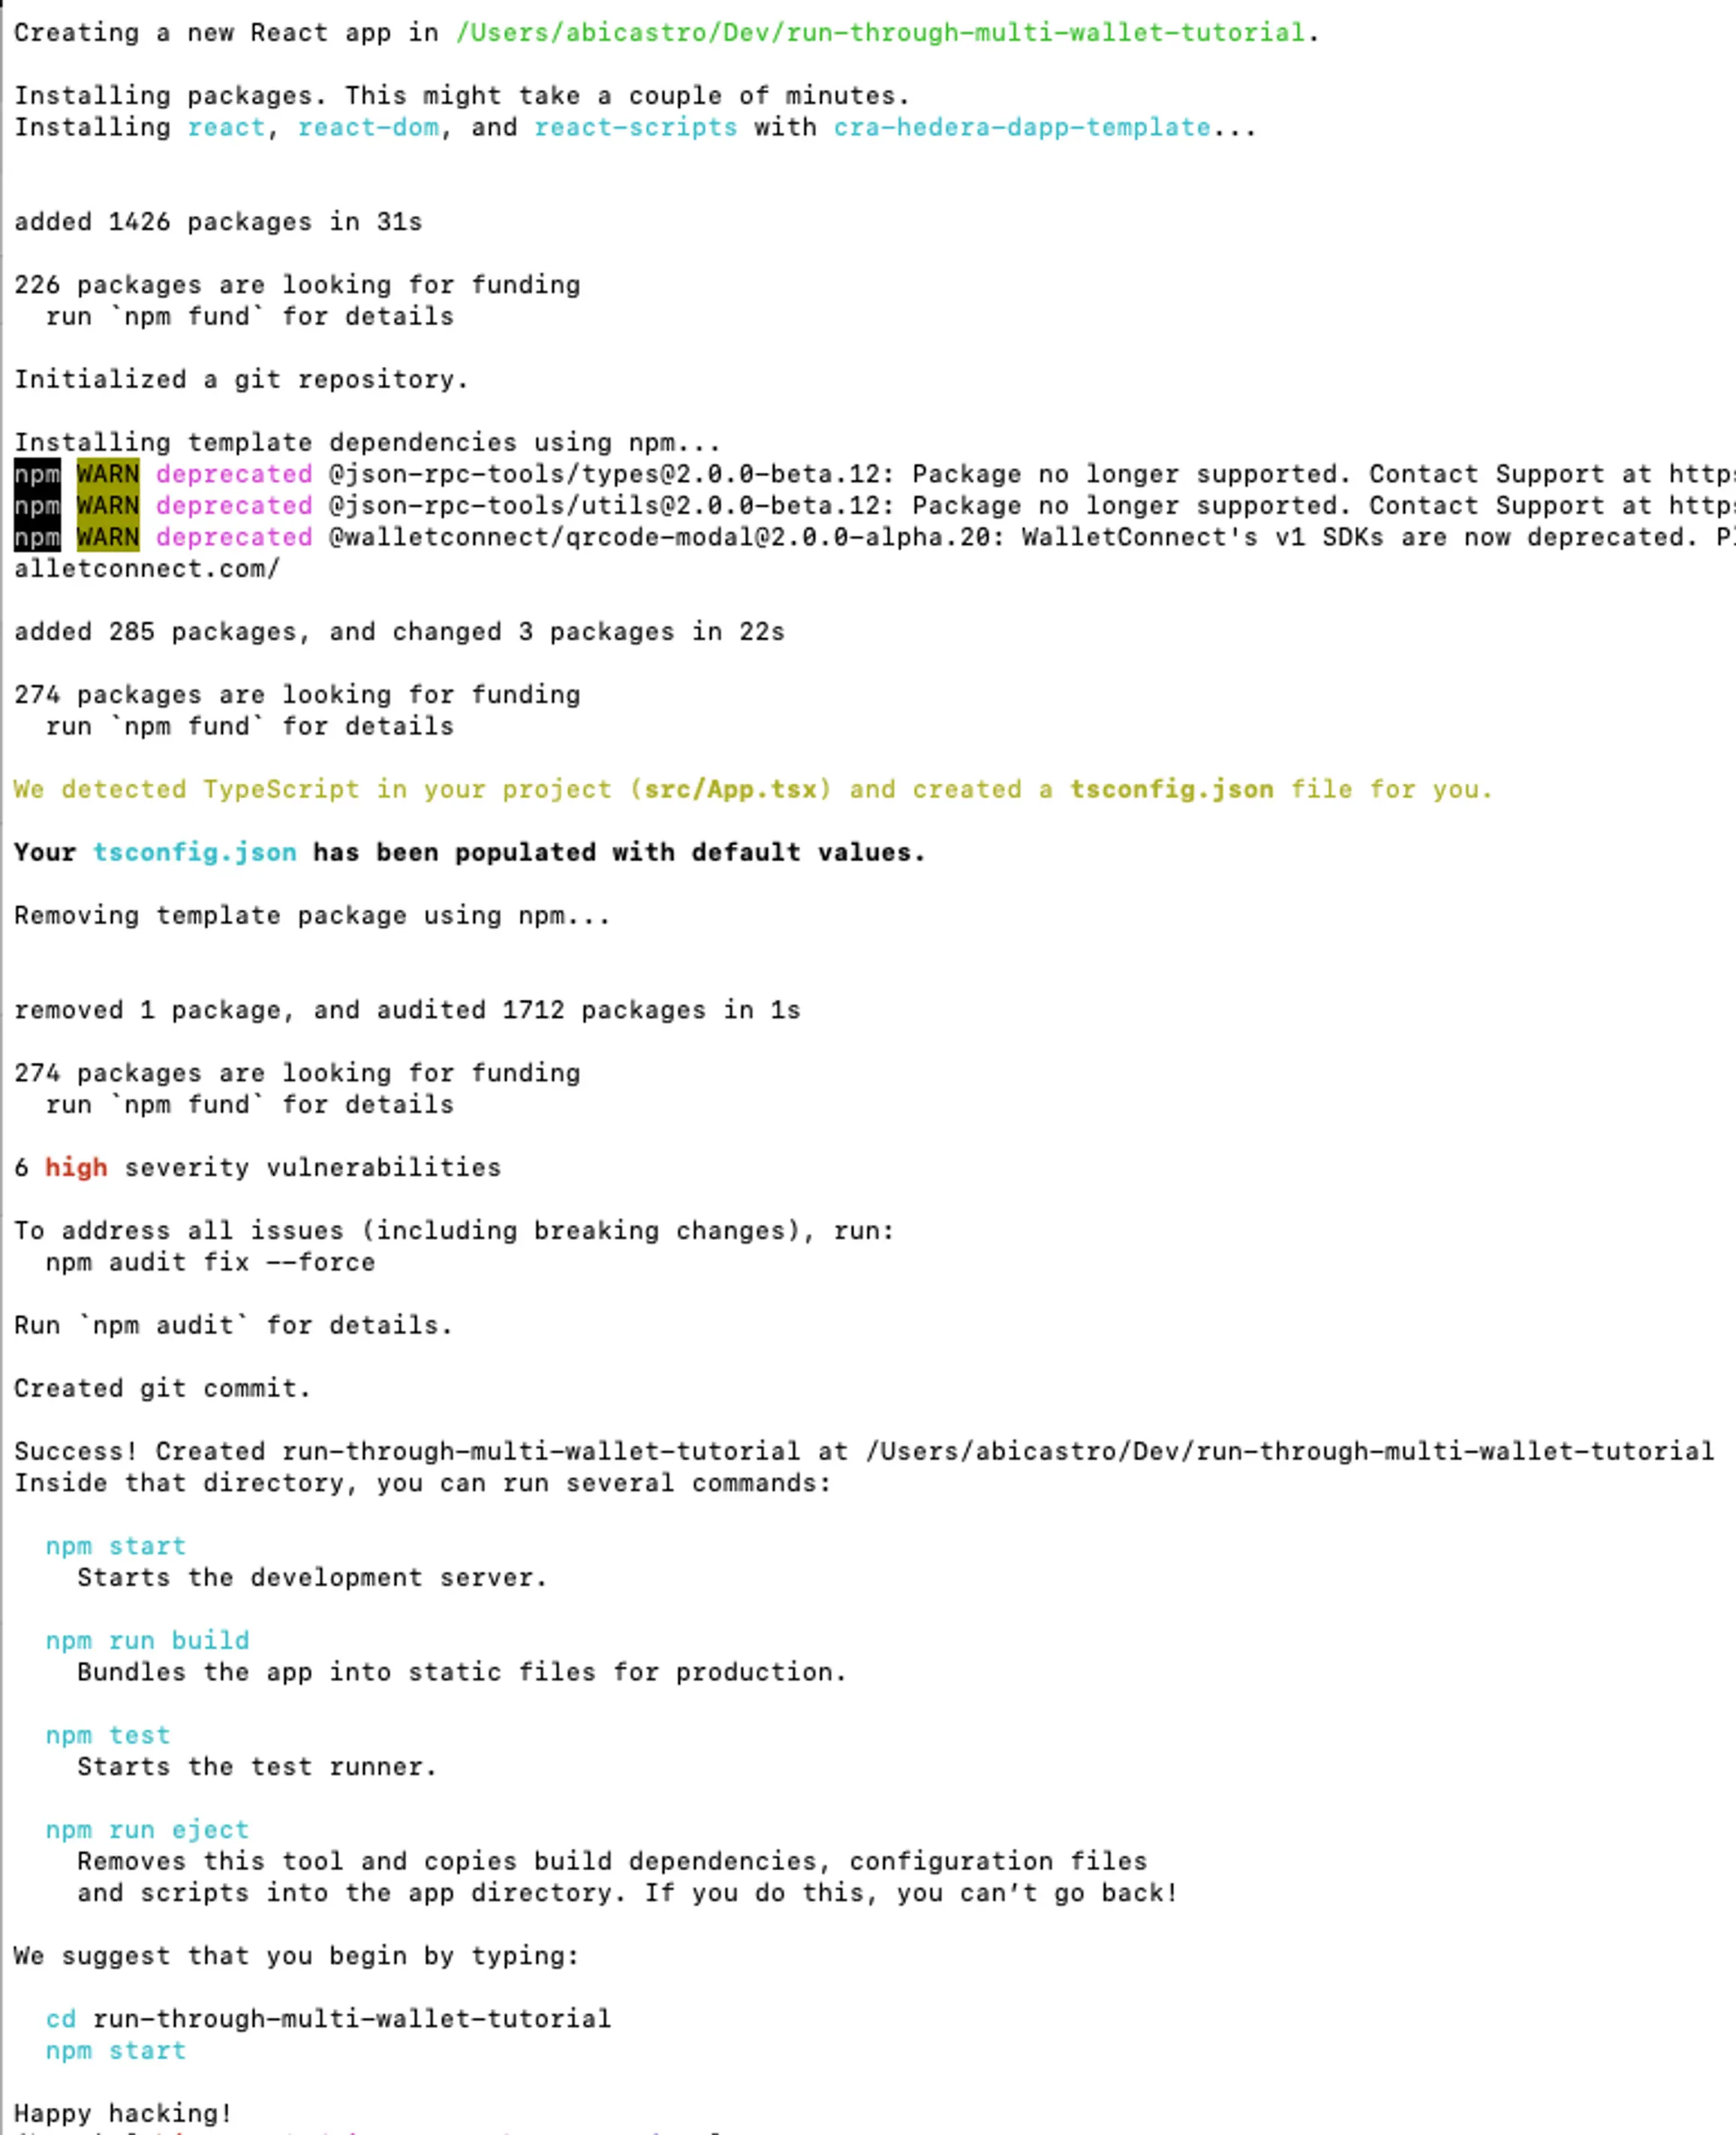 Creating a new React app in /Users/abicastro/Dev/run-through-multi-wallet-tutorial.
Installing packages. This might take a couple of minutes.
Installing react, react-dom, and react-scripts with cra-hedera-dapp-template...
added 1426 packages in 31s
226 packages are looking for funding
run `npm fund` for details
Initialized a git repository.
Installing template dependencies using npm...
npm WARN deprecated @json-rpc-tools/types@2.0.0-beta.12: Package no longer supported. Contact Support at https
npm WARN deprecated @json-rpc-tools/utils@2.0.0-beta.12: Package no longer supported. Contact Support at https
npm WARN deprecated @walletconnect/qrcode-modal@2.0.0-alpha.20: WalletConnect's v1 SDKs are now deprecated.
alletconnect.com/
added 285 packages, and changed 3 packages in 22s
274 packages are looking for funding
run `npm fund` for details
We detected TypeScript in your project (src/App.tsx) and created a tsconfig.json file for you.
Your tsconfig.json has been populated with default values.
Removing template package using npm...
removed 1 package, and audited 1712 packages in 1s
274 packages are looking for funding
run `npm fund` for details
6 high severity vulnerabilities
To address all issues (including breaking changes), run:
npm audit fix --force
Run `npm audit` for details.
Created git commit.
Success! Created run-through-multi-wallet-tutorial at /Users/abicastro/Dev/run-through-multi-wallet-tutorial
Inside that directory, you can run several commands:
npm start
Starts the development server.
npm run build
Bundles the app into static files for production.
npm test
Starts the test runner.
npm run eject
Removes this tool and copies build dependencies, configuration files
and scripts into the app directory. If you do this, you can’t go back!
We suggest that you begin by typing:
cd run-through-multi-wallet-tutorial
npm start
Happy hacking!